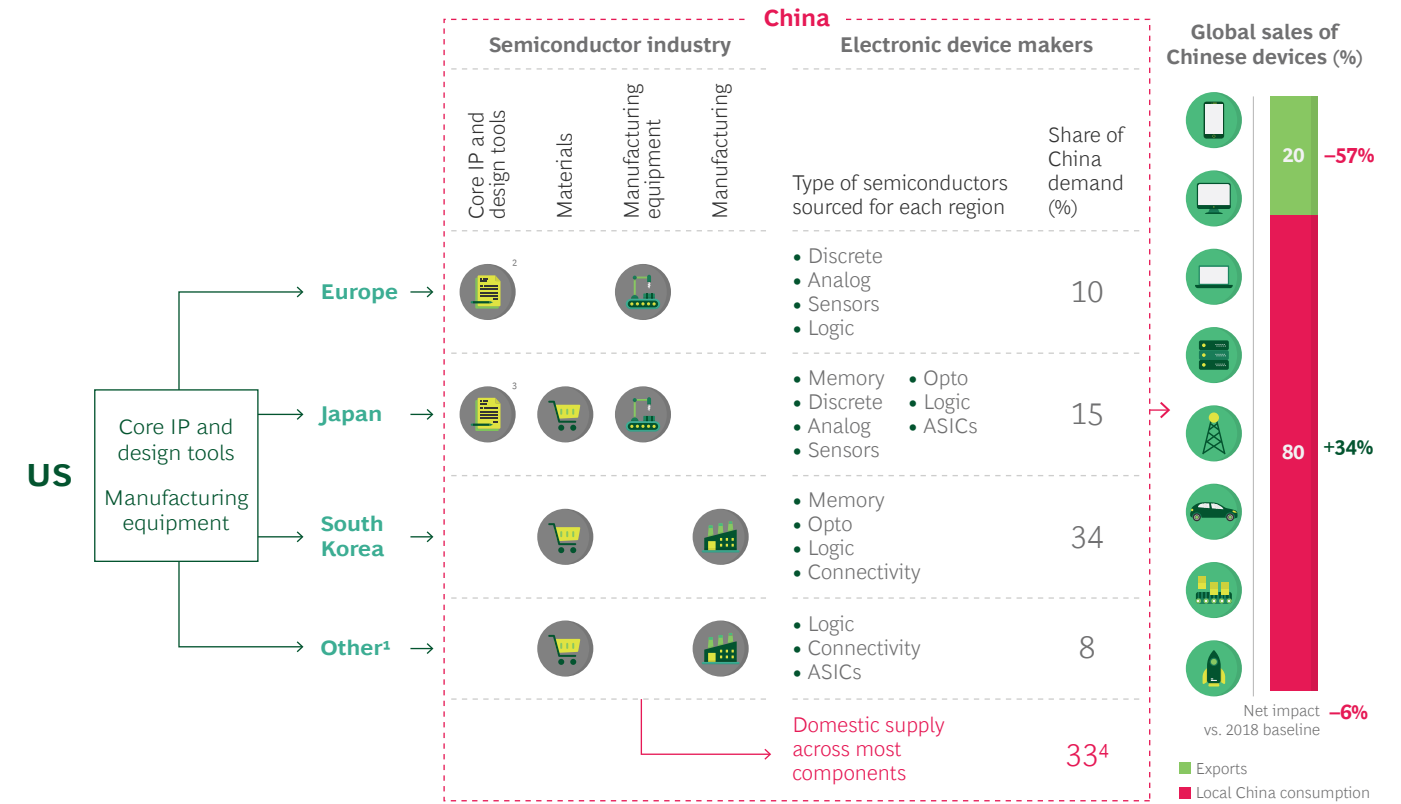 China
Semiconductor industry
Electronic device makers
Global sales of
Chinese devices (%)
Core IP and
design tools
Materials
Manufacturing
equipment
Manufacturing
Type of semiconductors
sourced for each region
Share of
China
demand
(%)
US
Core IP and
design tools
Manufacturing
equipment
Europe
2
• Discrete
• Analog
• Sensors
• Logic
10
Japan
3
• Memory
• Discrete
• Analog
• Sensors
• Opto
• Logic
• ASICs
15
South
Korea
• Memory
• Opto
• Logic
• Connectivity
34
Other¹
• Logic
• Connectivity
• ASICs
8
Domestic supply
across most
components
33⁴
20
–57%
80
+34%
Net impact
vs. 2018 baseline
–6%
Exports
Local China consumption